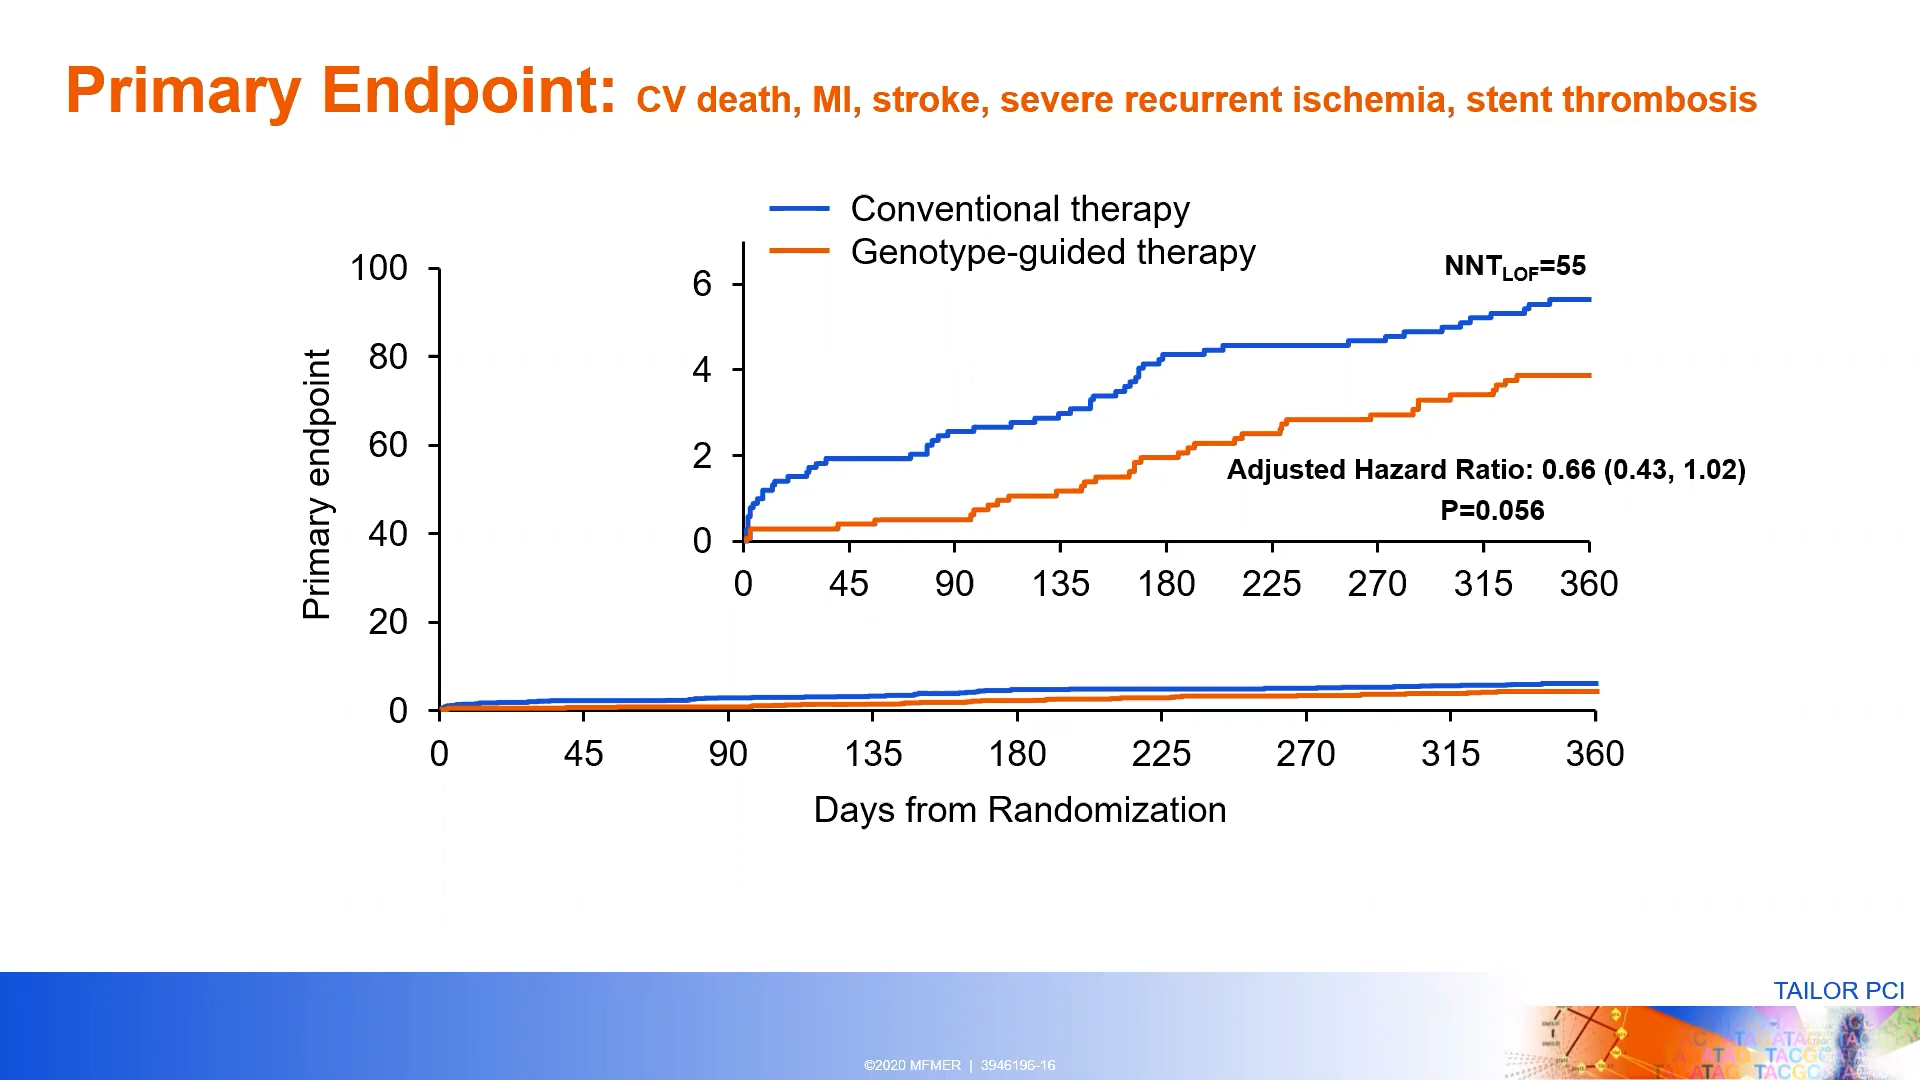 Primary Endpoint: CV death, MI, stroke, severe recurrent ischemia, stent thrombosis
Conventional therapy
Genotype-guided therapy
NNTLOF=55
6
4
2
0
0 45 90 135 180 225 270 315 360
Adjusted Hazard Ratio: 0.66 (0.43, 1.02)
P=0.056
Primary endpoint
100
80
60
40
20
0
0 45 90 135 180 225 270 315 360
Days from Randomization
TAILOR PCI
©2020 MFMER | 3946196-16